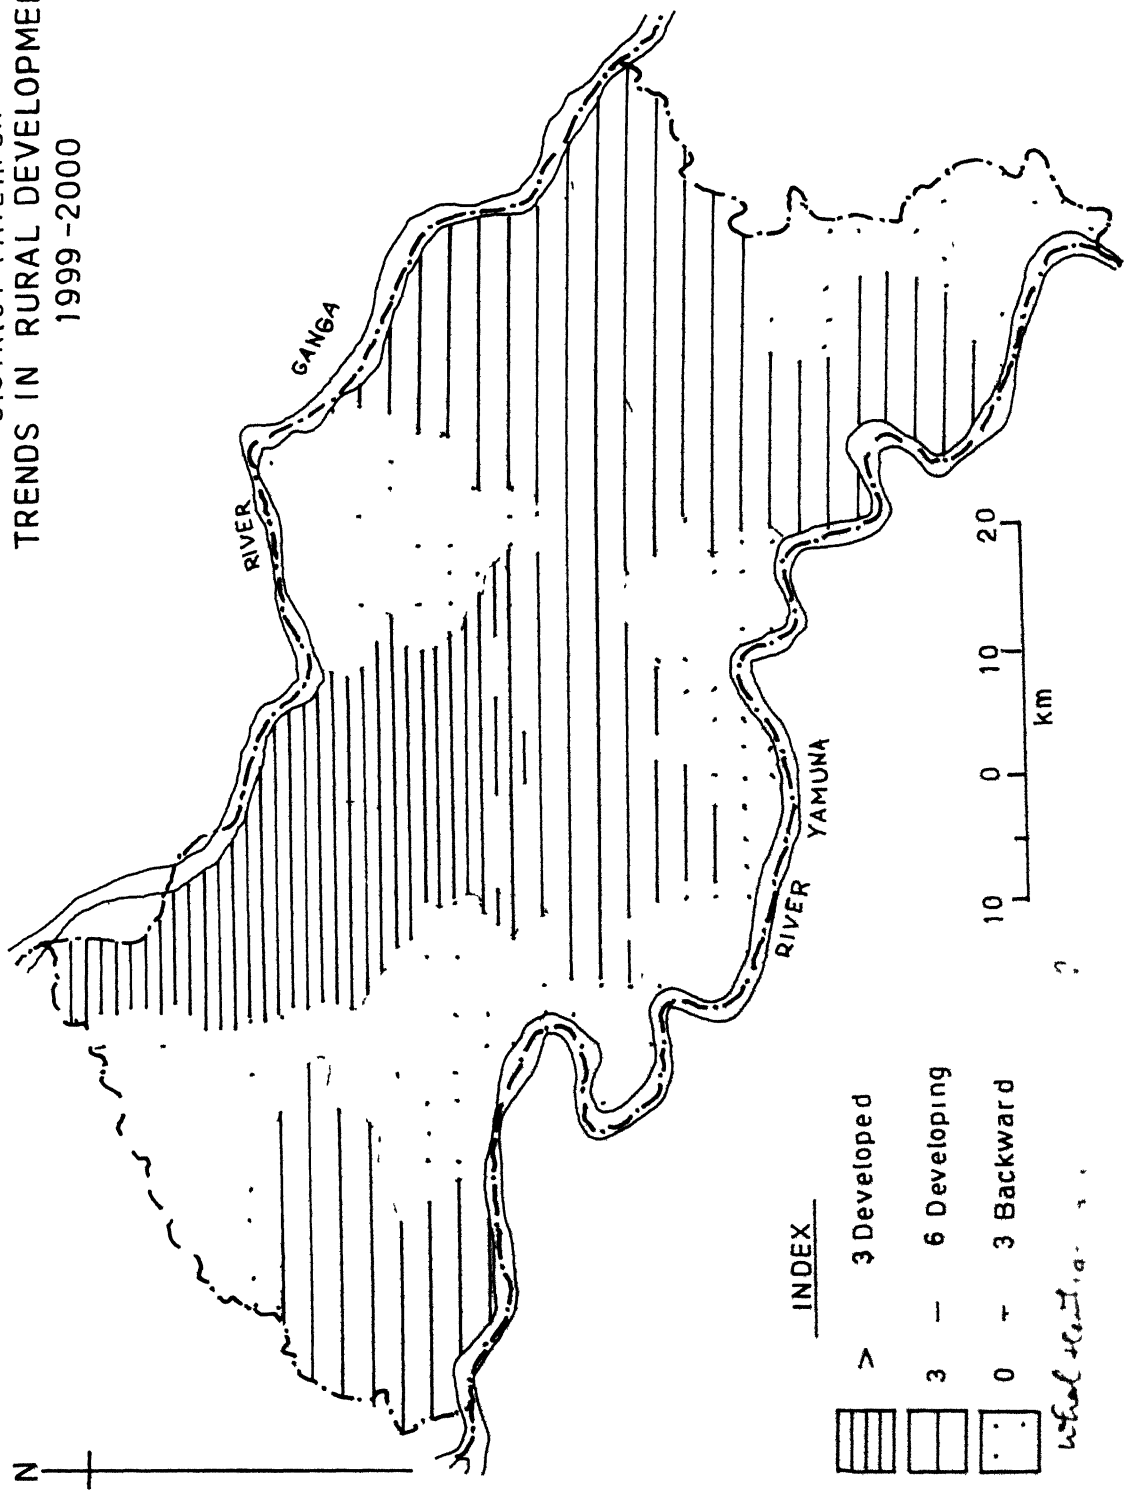 TRENDS IN RURAL DEVELOPME
1999-2000
N
RIVER GANGA
RIVER YAMUNA
10 0 10 20
km
INDEX
> 3 Developed
3 — 6 Developing
0 - 3 Backward